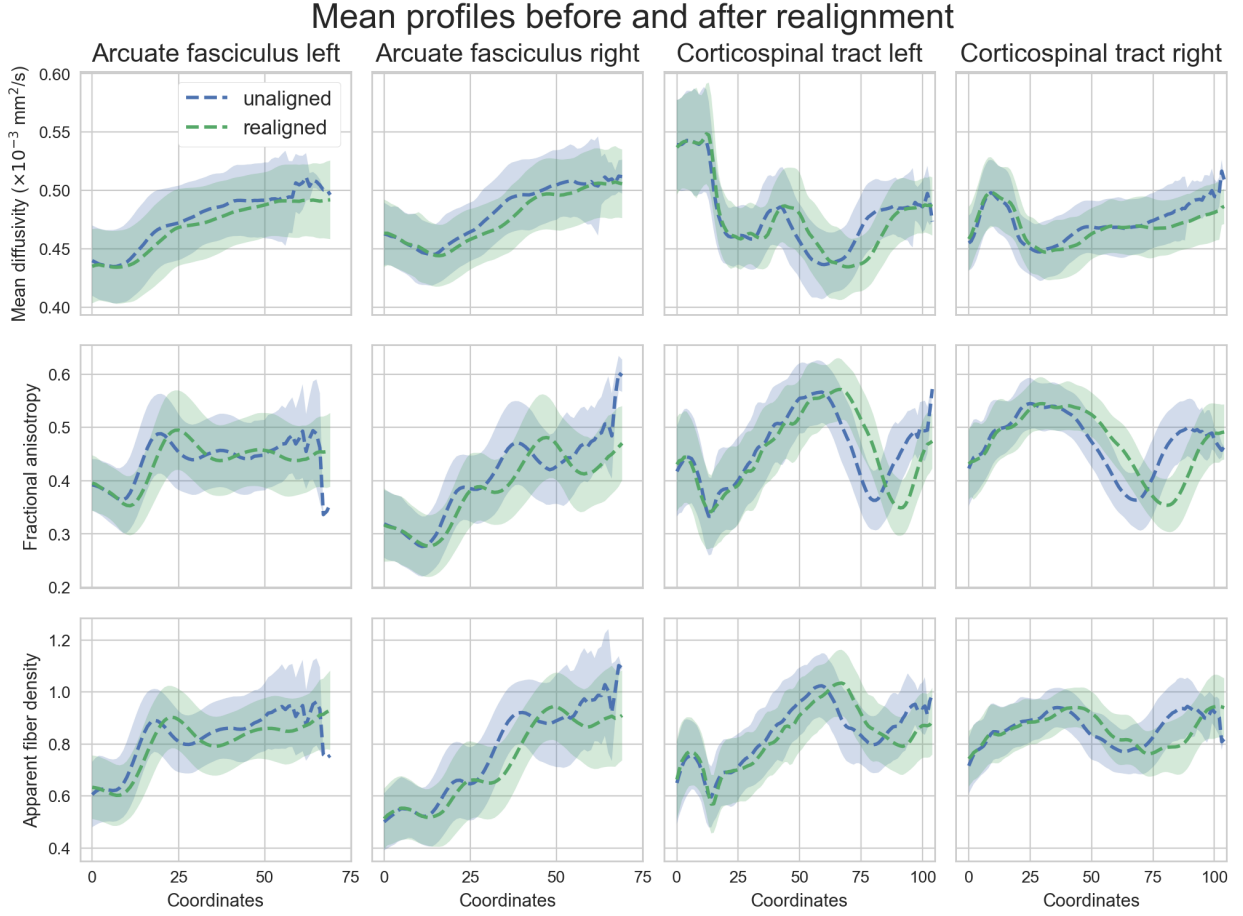 Mean profiles before and after realignment
Arcuate fasciculus left
Arcuate fasciculus right
Corticospinal tract left
Corticospinal tract right
Mean diffusivity (×10⁻³ mm²/s)
0.60
0.55
0.50
0.45
0.40
unaligned
realigned
Fractional anisotropy
0.6
0.5
0.4
0.3
0.2
Apparent fiber density
1.2
1.0
0.8
0.6
0.4
0 25 50 75
0 25 50 75
0 25 50 75 100
0 25 50 75 100
Coordinates
Coordinates
Coordinates
Coordinates